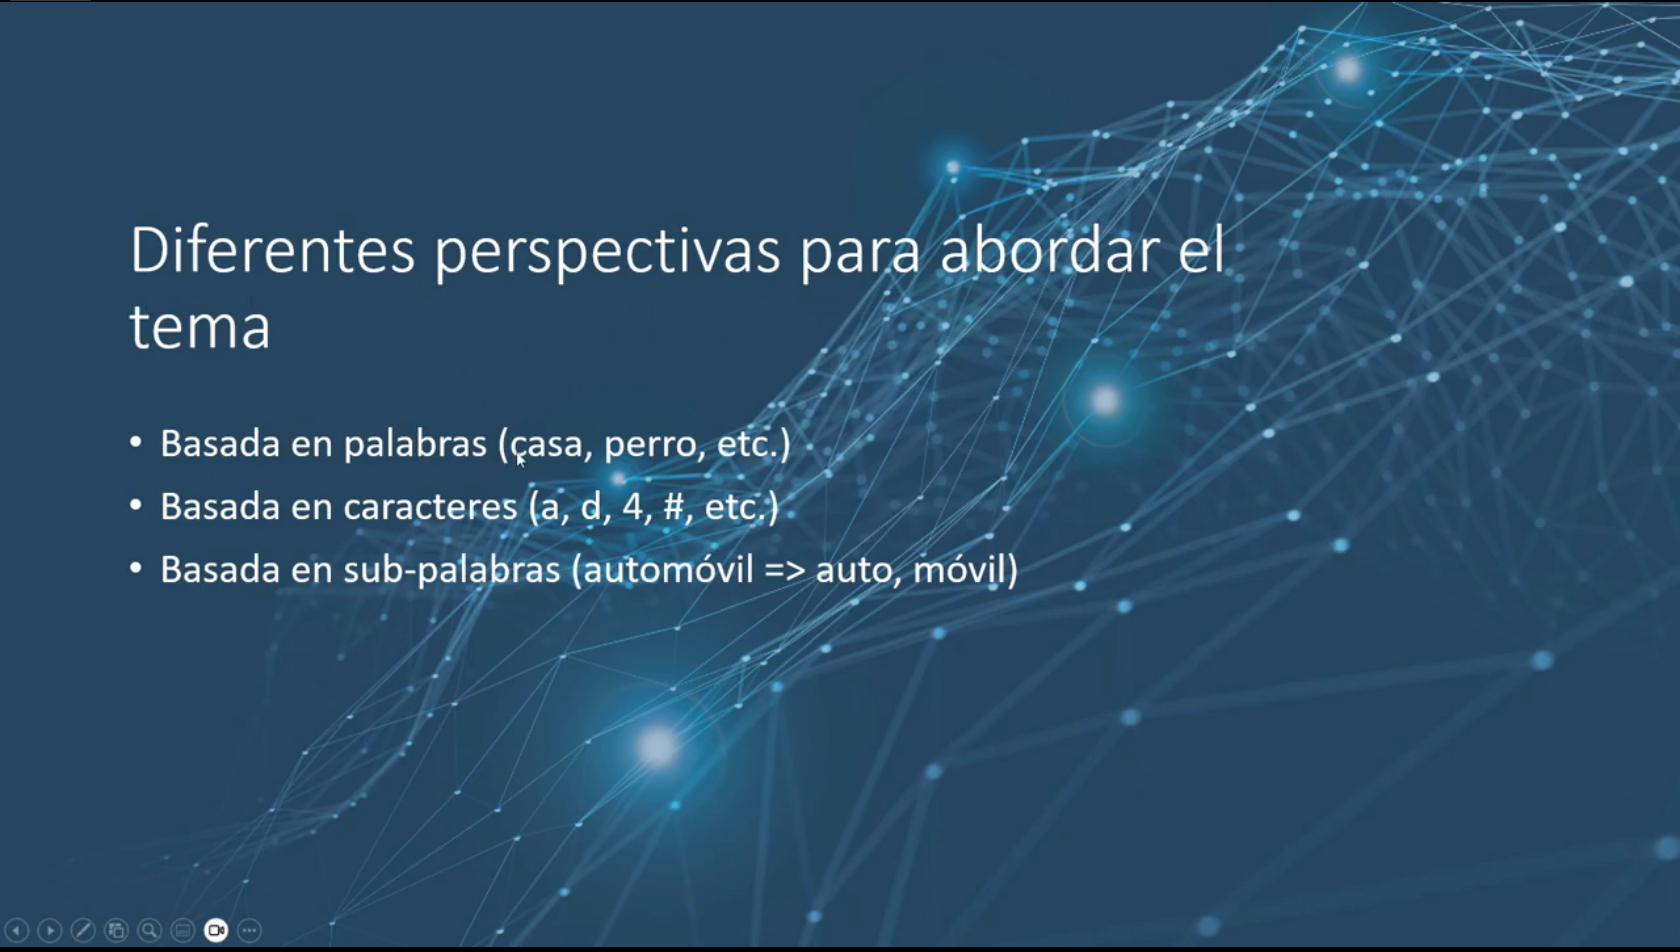 Diferentes perspectivas para abordar el
tema
• Basada en palabras (casa, perro, etc.)
• Basada en caracteres (a, d, 4, #, etc.)
• Basada en sub-palabras (automóvil => auto, móvil)